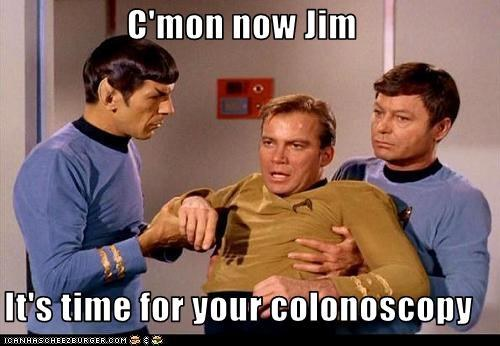 C'mon now Jim
It's time for your colonoscopy
ICANHASCHEEZBURGER.COM